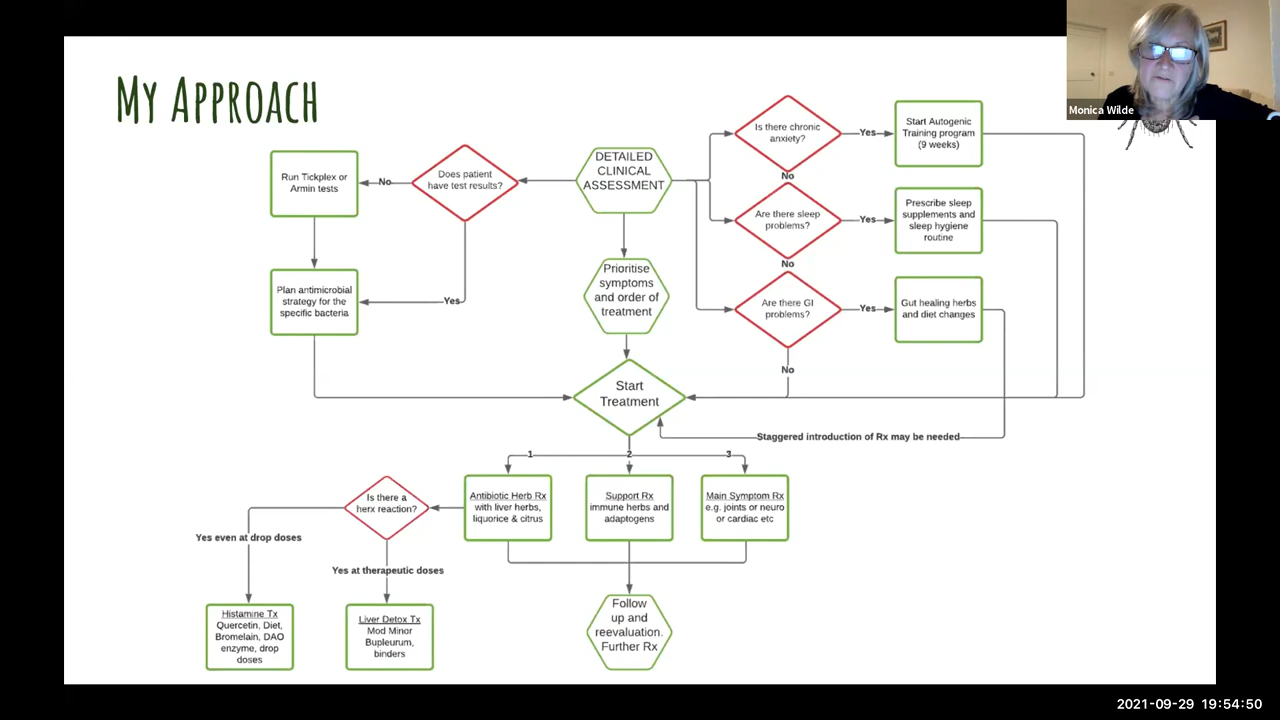 My Approach
Monica Wilde
DETAILED
CLINICAL
ASSESSMENT
Does patient
have test results?
No
Run Tickplex or
Armin tests
Yes
Plan antimicrobial
strategy for the
specific bacteria
Is there chronic
anxiety?
Yes
Start Autogenic
Training program
(9 weeks)
No
Are there sleep
problems?
Yes
Prescribe sleep
supplements and
sleep hygiene
routine
No
Are there GI
problems?
Yes
Gut healing herbs
and diet changes
No
Prioritise
symptoms
and order of
treatment
Start
Treatment
Staggered introduction of Rx may be needed
1
2
3
Antibiotic Herb Rx
with liver herbs,
liquorice & citrus
Support Rx
immune herbs and
adaptogens
Main Symptom Rx
e.g. joints or neuro
or cardiac etc
Is there a
herx reaction?
Yes even at drop doses
Yes at therapeutic doses
Histamine Tx
Quercetin, Diet,
Bromelain, DAO
enzyme, drop
doses
Liver Detox Tx
Mod Minor
Bupleurum,
binders
Follow
up and
reevaluation.
Further Rx
2021-09-29 19:54:50